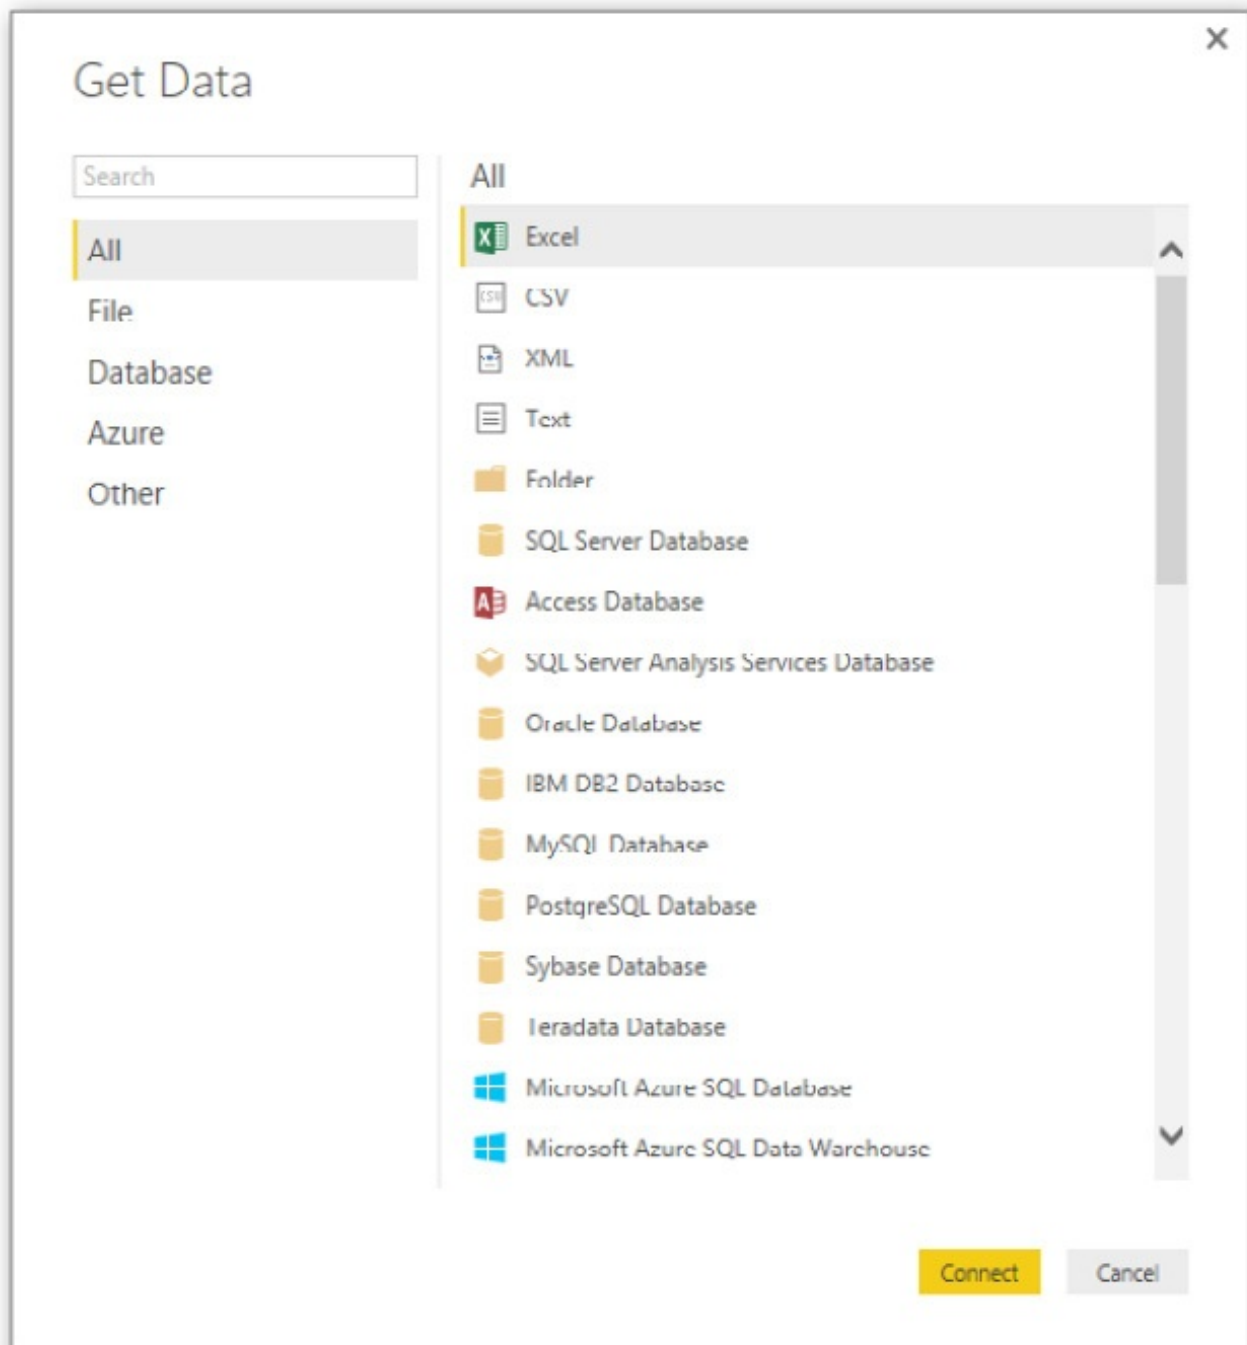 Get Data
Search
All
File
Database
Azure
Other
All
Excel
CSV
XML
Text
Folder
SQL Server Database
Access Database
SQL Server Analysis Services Database
Oracle Database
IBM DB2 Database
MySQL Database
PostgreSQL Database
Sybase Database
Teradata Database
Microsoft Azure SQL Database
Microsoft Azure SQL Data Warehouse
Connect
Cancel